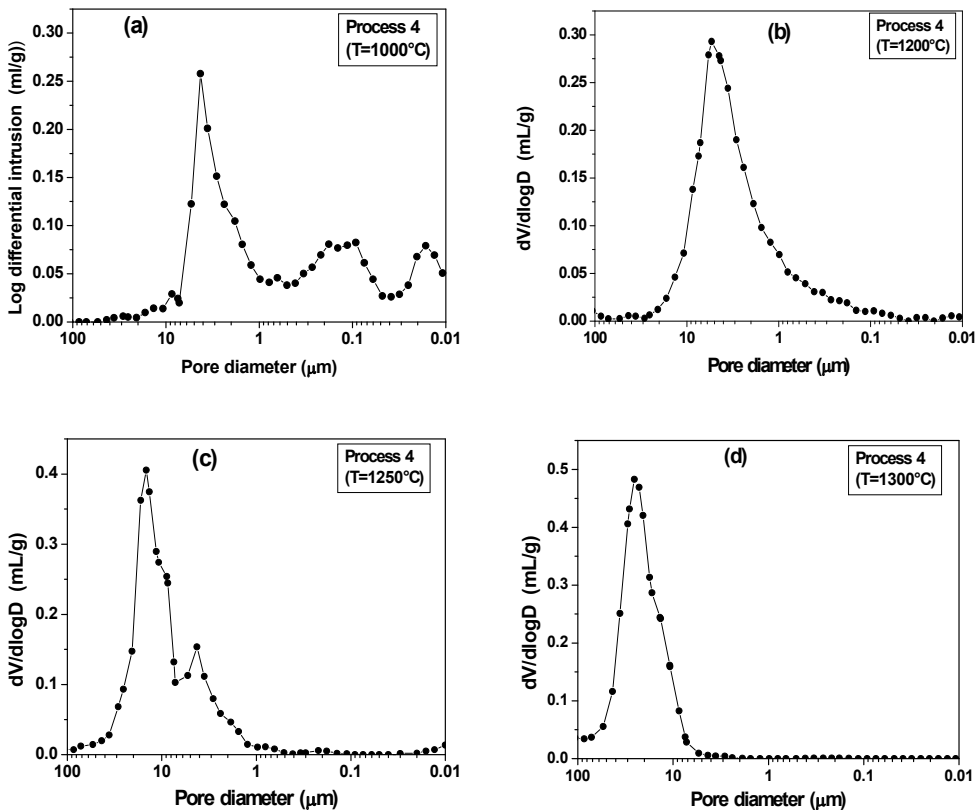 (a)
Process 4
(T=1000°C)
Log differential intrusion (ml/g))
0.30
0.25
0.20
0.15
0.10
0.05
0.00
100 10 1 0.1 0.01
Pore diameter (μm)
(b)
Process 4
(T=1200°C)
dV/dlogD (mL/g)
0.30
0.25
0.20
0.15
0.10
0.05
0.00
100 10 1 0.1 0.01
Pore diameter (μm)
(c)
Process 4
(T=1250°C)
dV/dlogD (mL/g)
0.4
0.3
0.2
0.1
0.0
100 10 1 0.1 0.01
Pore diameter (μm)
(d)
Process 4
(T=1300°C)
dV/dlogD (mL/g)
0.5
0.4
0.3
0.2
0.1
0.0
100 10 1 0.1 0.01
Pore diameter (μm)